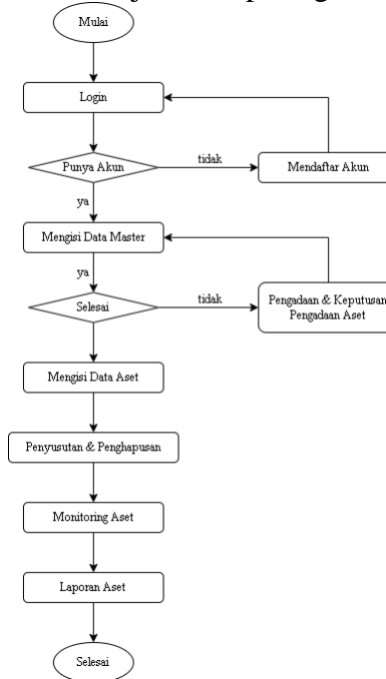 Mulai
Login
Punya Akun
tidak
Mendaftar Akun
ya
Mengisi Data Master
ya
Selesai
tidak
Pengadaan & Keputusan
Pengadaan Aset
Mengisi Data Aset
Penyusutan & Penghapusan
Monitoring Aset
Laporan Aset
Selesai